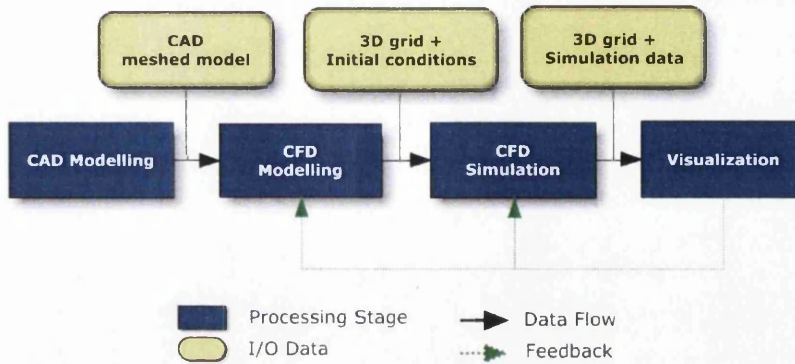 CAD
meshed model
3D grid +
Initial conditions
3D grid +
Simulation data
CAD Modelling
CFD
Modelling
CFD
Simulation
Visualization
Processing Stage
Data Flow
I/O Data
Feedback